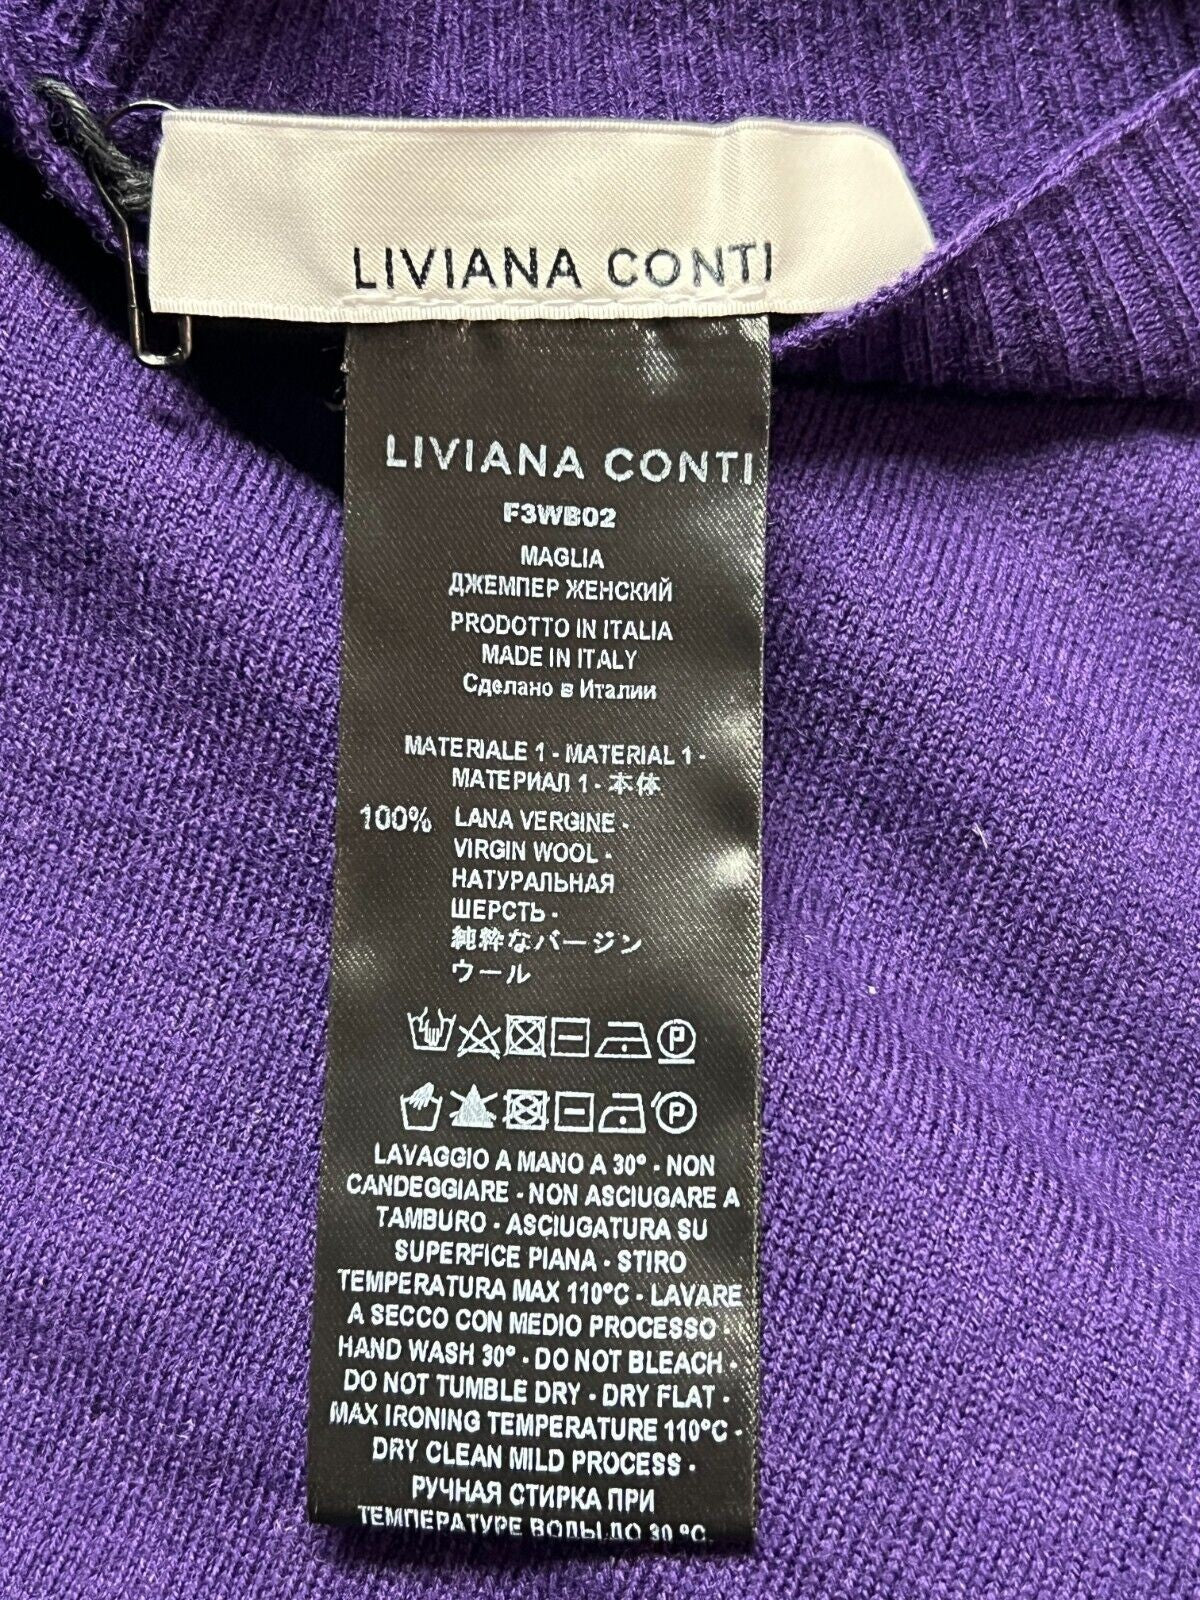 LIVIANA CONTI
LIVIANA CONTI
F3WB02
MAGLIA
ДЖЕМПЕР ЖЕНСКИЙ
PRODOTTO IN ITALIA
MADE IN ITALY
Сделано в Италии
MATERIALE 1 - MATERIAL 1 -
МАТЕРИАЛ 1 - 本体
100% LANA VERGINE -
VIRGIN WOOL -
НАТУРАЛЬНАЯ
ШЕРСТЬ -
純粋なバージン
ウール
P
P
LAVAGGIO A MANO A 30° - NON
CANDEGGIARE - NON ASCIUGARE A
TAMBURO - ASCIUGATURA SU
SUPERFICE PIANA - STIRO
TEMPERATURA MAX 110°C - LAVARE
A SECCO CON MEDIO PROCESSO -
HAND WASH 30° - DO NOT BLEACH -
DO NOT TUMBLE DRY - DRY FLAT -
MAX IRONING TEMPERATURE 110°C -
DRY CLEAN MILD PROCESS -
РУЧНАЯ СТИРКА ПРИ
ТЕМПЕРАТУРЕ ВОДЫ ДО 30 °C